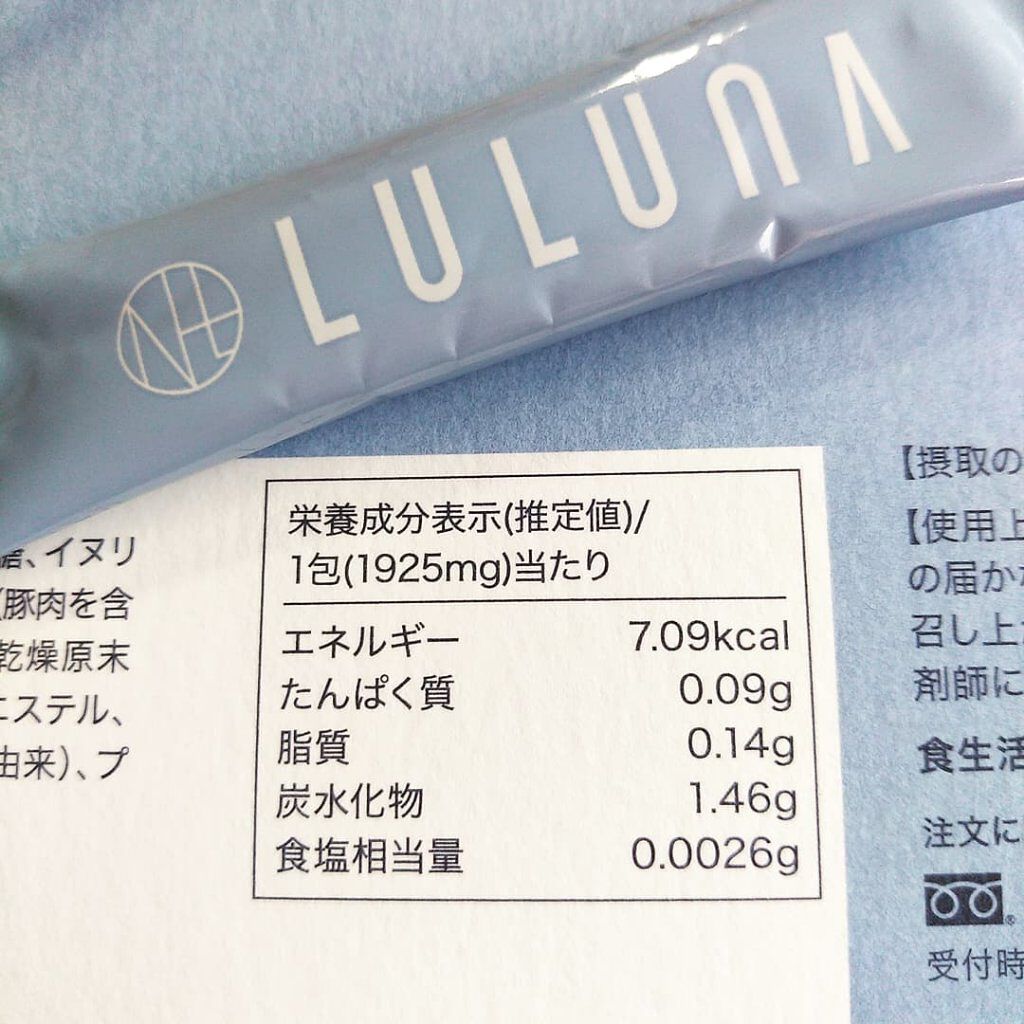 LULUNA
糖、イヌリ
(豚肉を含
乾燥原末
エステル、
由来)、プ
栄養成分表示(推定値)/
1包(1925mg)当たり
エネルギー 7.09kcal
たんぱく質 0.09g
脂質 0.14g
炭水化物 1.46g
食塩相当量 0.0026g
【摂取の
【使用上
の届か
召し上
剤師に
食生活
注文に
受付時